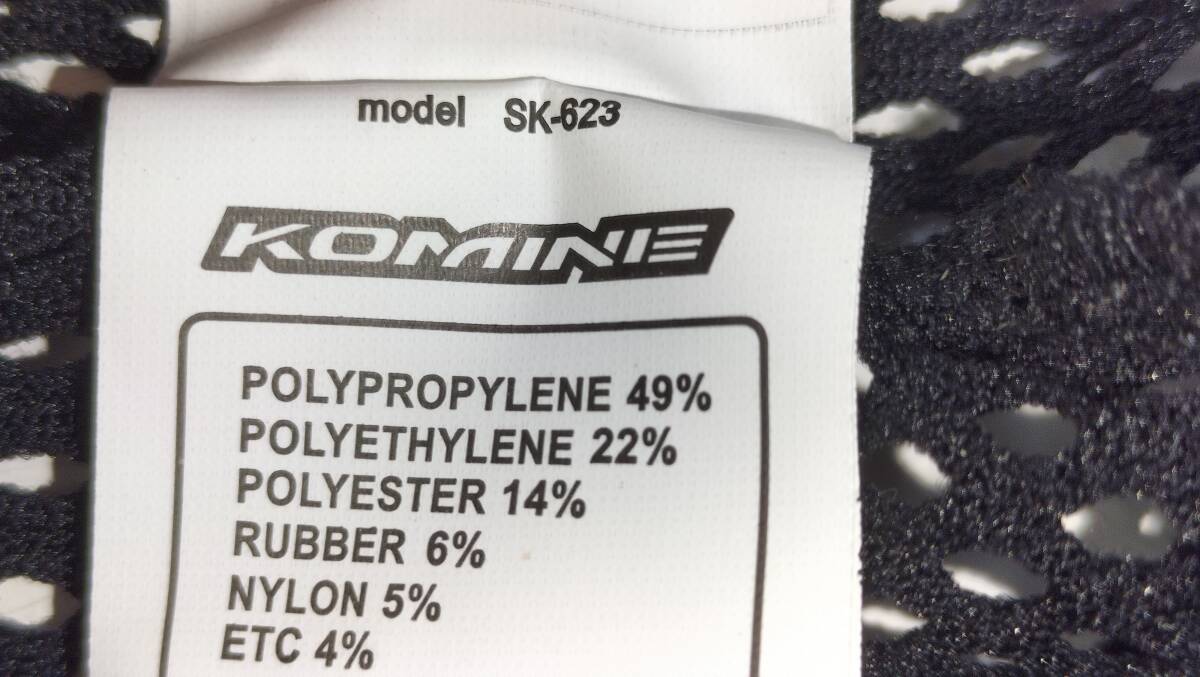 model SK-623
KOMINE
POLYPROPYLENE 49%
POLYETHYLENE 22%
POLYESTER 14%
RUBBER 6%
NYLON 5%
ETC 4%